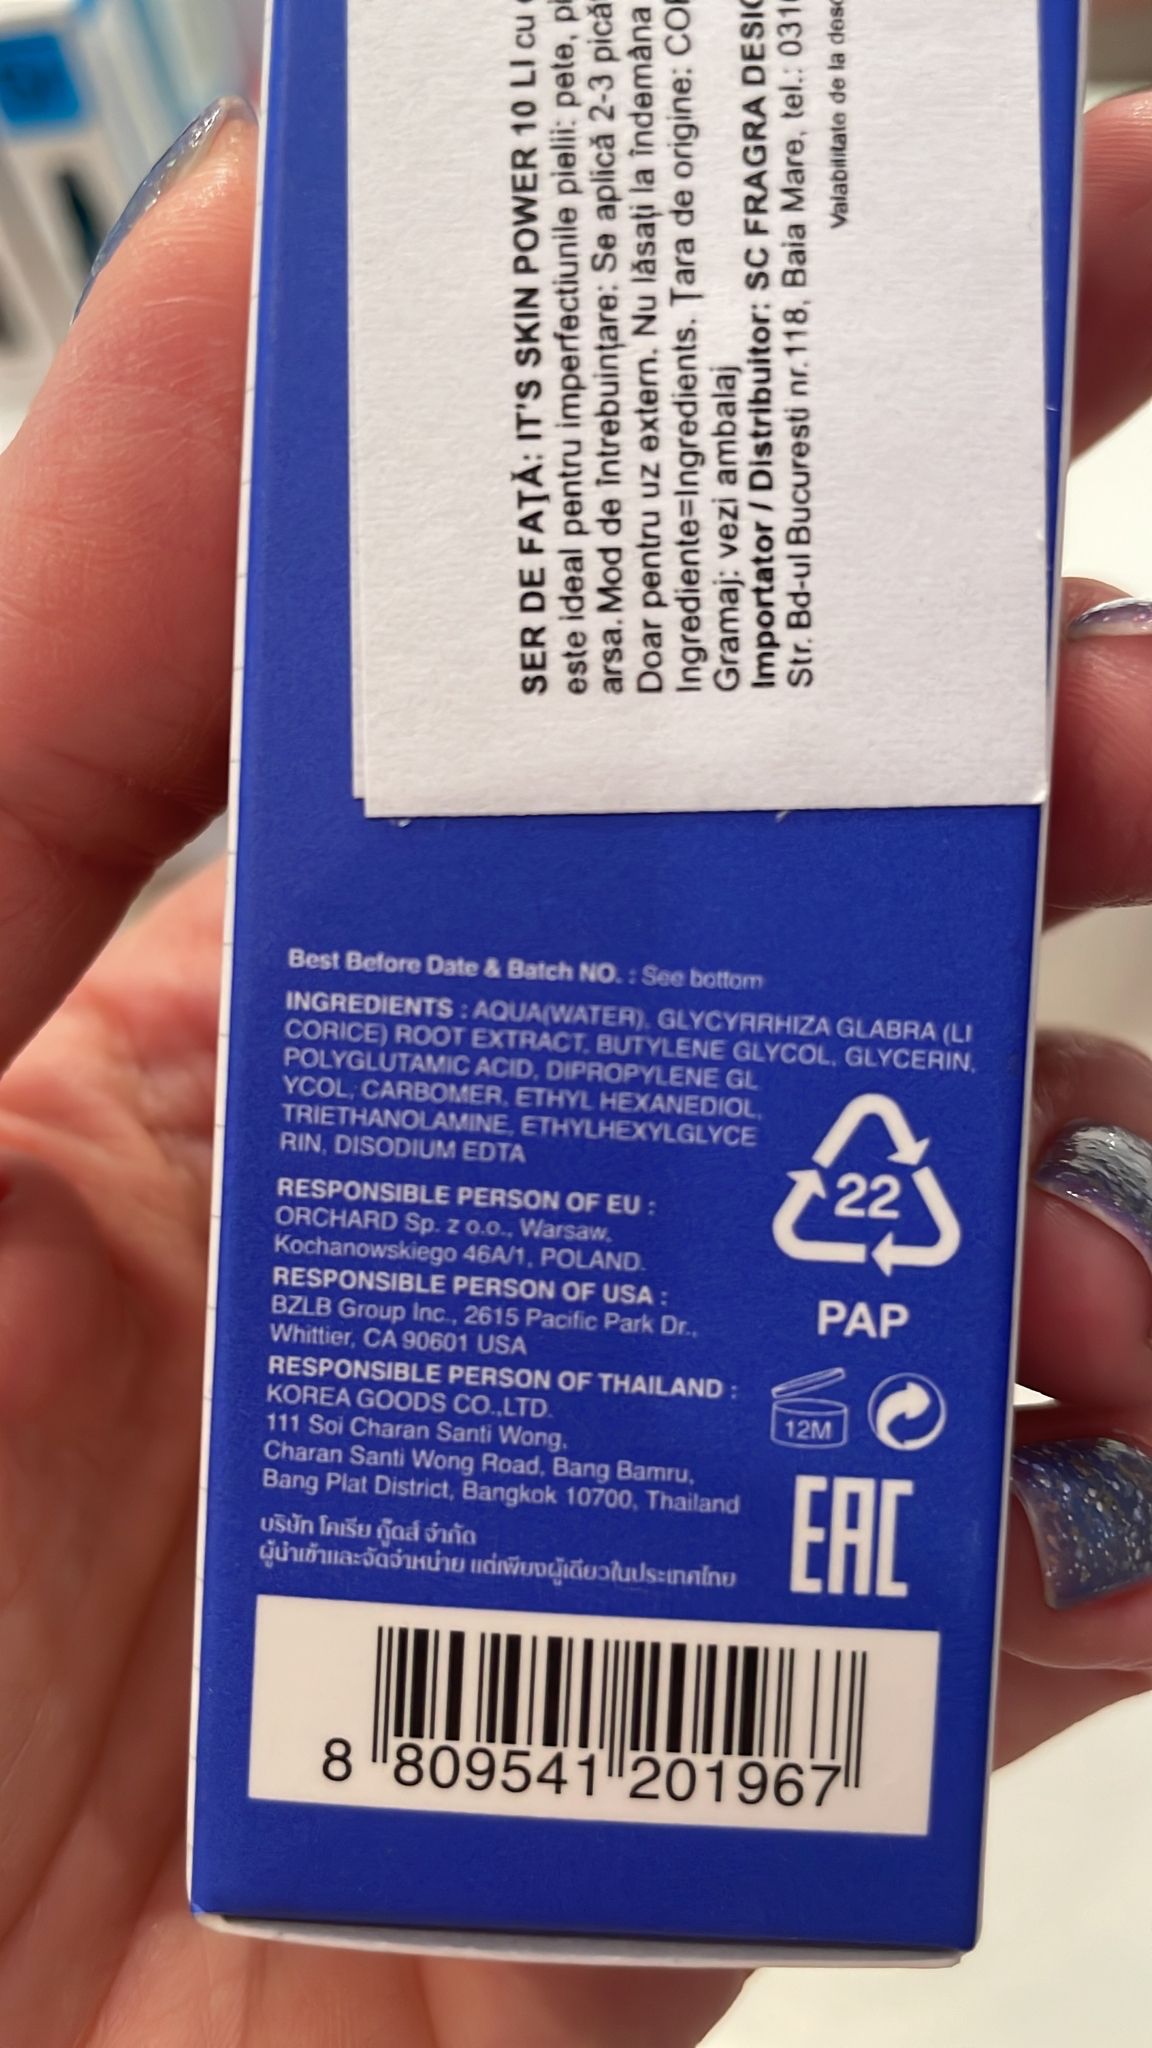 SER DE FAȚĂ: IT'S SKIN POWER 10 LI cu
este ideal pentru imperfectiunile pielii: pete,
arsa. Mod de întrebuințare: Se aplică 2-3
Doar pentru uz extern. Nu lăsați la îndemâna
Ingrediente=Ingredients. Țara de origine:
Gramaj: vezi ambalaj
Importator / Distribuitor: SC FRAGRA
Str. Bd-ul Bucuresti nr.118, Baia Mare, tel.:
Valabilitate de la
Best Before Date & Batch NO. : See bottom
INGREDIENTS : AQUA(WATER), GLYCYRRHIZA GLABRA (LI
CORICE) ROOT EXTRACT, BUTYLENE GLYCOL, GLYCERIN,
POLYGLUTAMIC ACID, DIPROPYLENE GL
YCOL, CARBOMER, ETHYL HEXANEDIOL,
TRIETHANOLAMINE, ETHYLHEXYLGLYCE
RIN, DISODIUM EDTA
22
PAP
RESPONSIBLE PERSON OF EU :
ORCHARD Sp. z o.o., Warsaw,
Kochanowskiego 46A/1, POLAND.
RESPONSIBLE PERSON OF USA :
BZLB Group Inc., 2615 Pacific Park Dr.,
Whittier, CA 90601 USA
RESPONSIBLE PERSON OF THAILAND :
KOREA GOODS CO.,LTD.
111 Soi Charan Santi Wong,
Charan Santi Wong Road, Bang Bamru,
Bang Plat District, Bangkok 10700, Thailand
12M
EAC
บริษัท โคเรีย กู๊ดส์ จำกัด
ผู้นำเข้าและจัดจำหน่าย แต่เพียงผู้เดียวในประเทศไทย
8 809541 201967